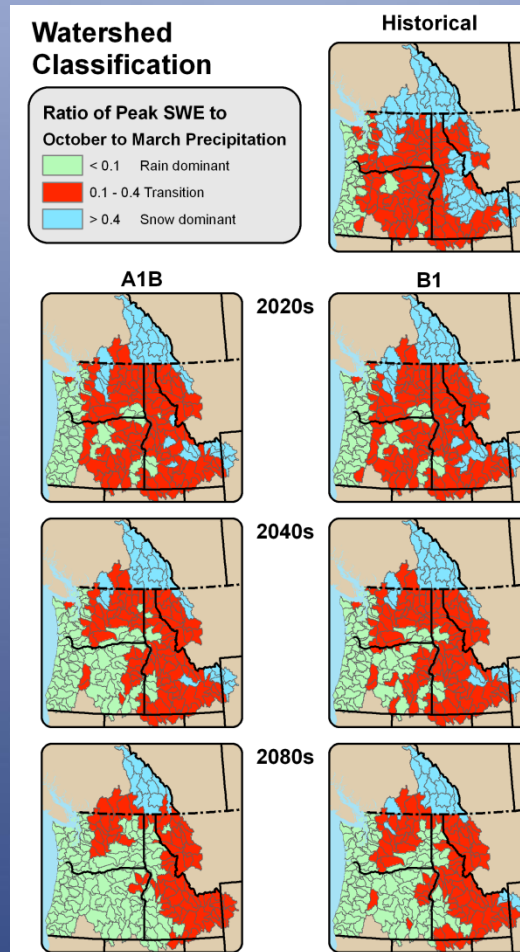 Watershed
Classification
Historical
Ratio of Peak SWE to
October to March Precipitation
< 0.1 Rain dominant
0.1 - 0.4 Transition
> 0.4 Snow dominant
A1B
B1
2020s
2040s
2080s